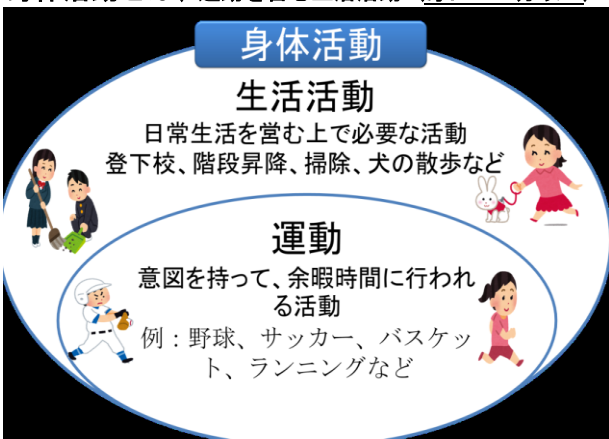 身体活動
生活活動
日常生活を営む上で必要な活動
登下校、階段昇降、掃除、犬の散歩など
運動
意図を持って、余暇時間に行われ
る活動
例：野球、サッカー、バスケッ
ト、ランニングなど